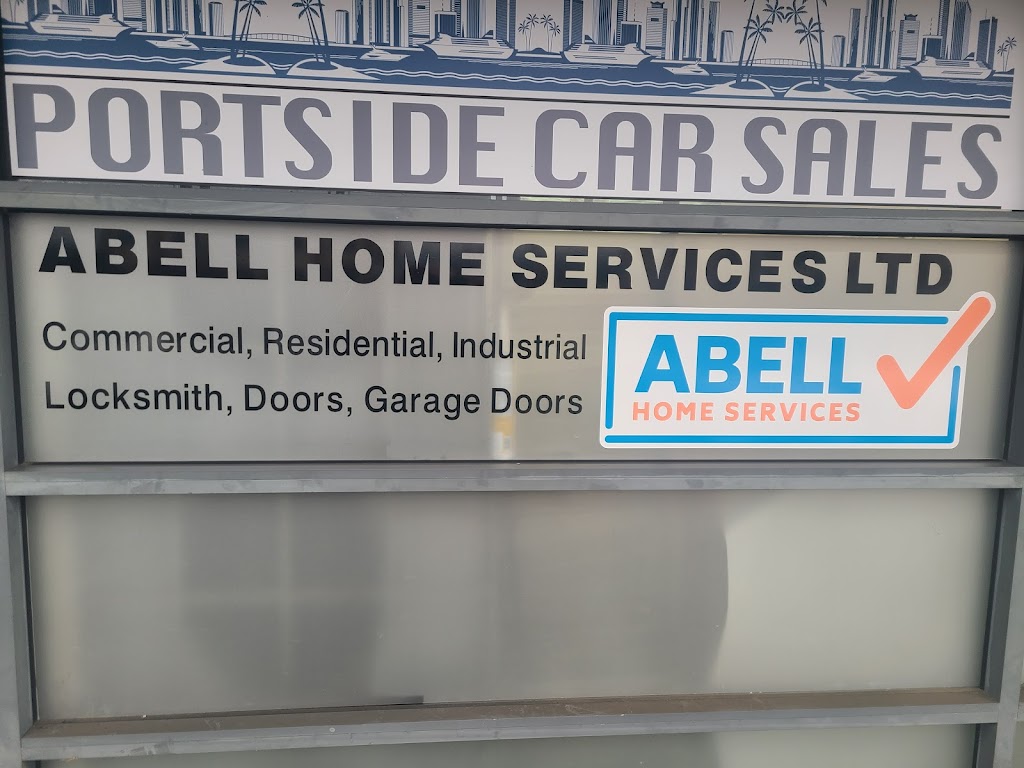 PORTSIDE CAR SALES
ABELL HOME SERVICES LTD
Commercial, Residential, Industrial
Locksmith, Doors, Garage Doors
ABELL
HOME SERVICES